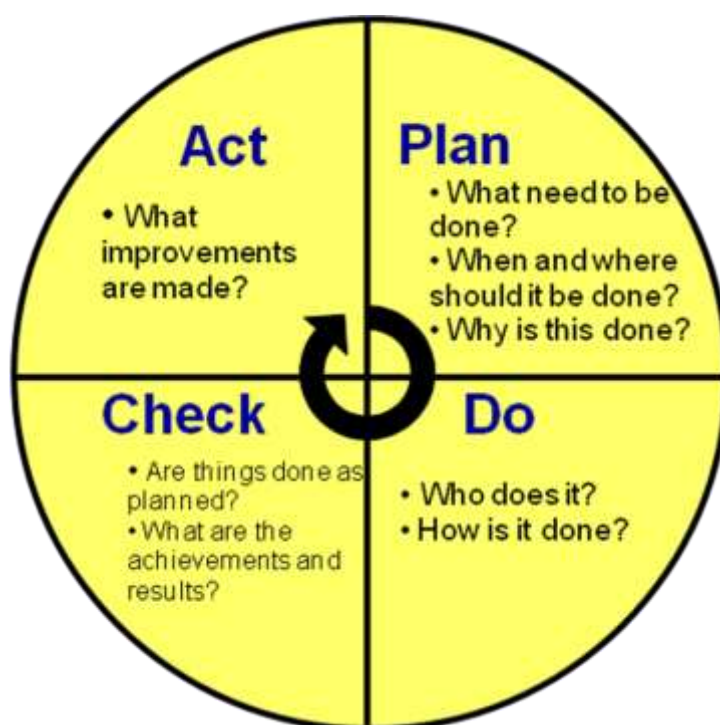 Act
• What
improvements
are made?
Plan
• What need to be
done?
• When and where
should it be done?
• Why is this done?
Check
• Are things done as
planned?
• What are the
achievements and
results?
Do
• Who does it?
• How is it done?